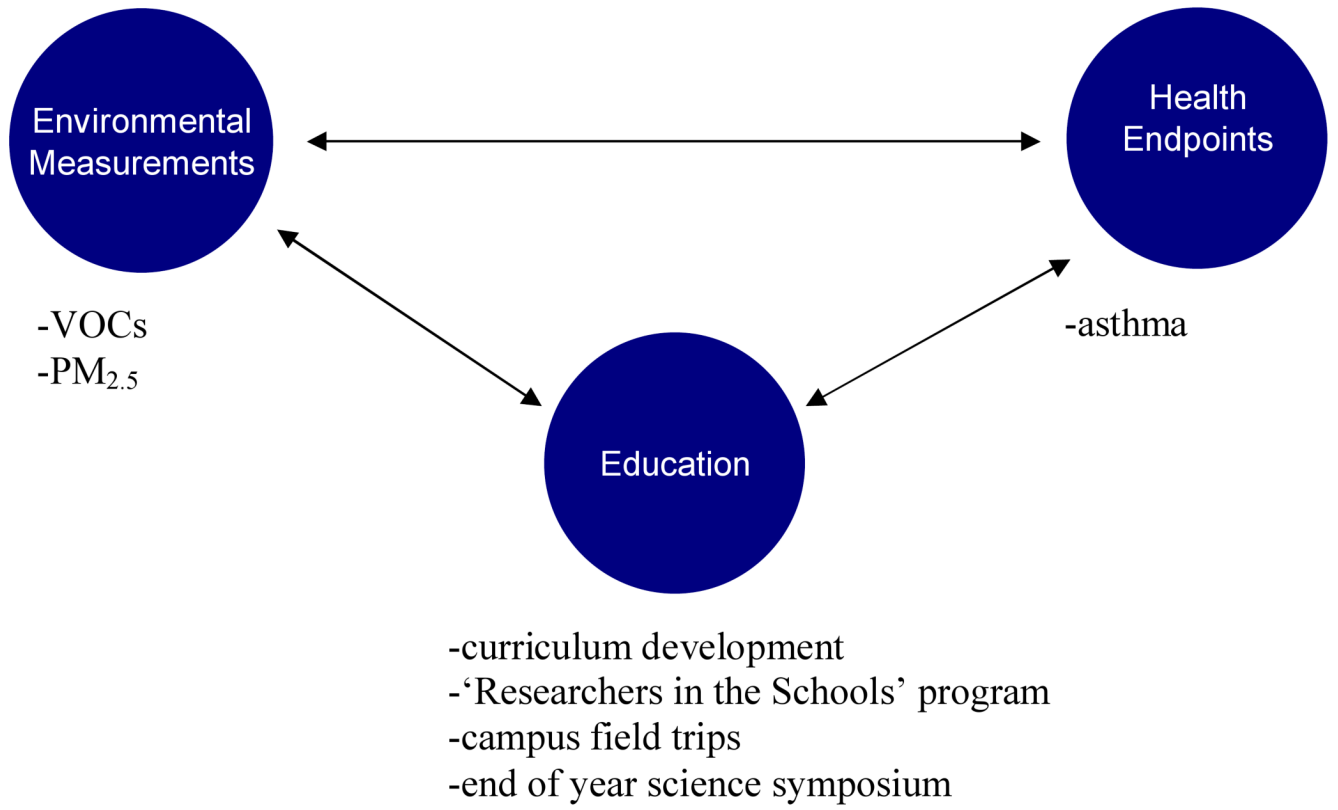 Environmental
Measurements
Health
Endpoints
-VOCs
-PM₂.₅
-asthma
Education
-curriculum development
-‘Researchers in the Schools’ program
-campus field trips
-end of year science symposium